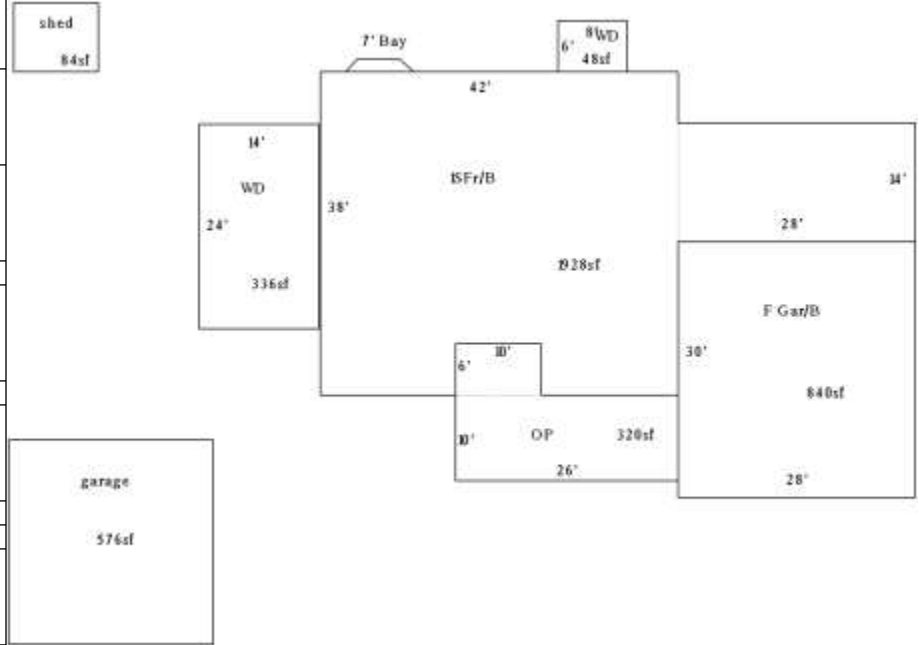 shed
84sf
7' Bay
8'
WD
6'
48sf
42'
14'
WD
24'
336sf
38'
1SFr/B
1928sf
14'
28'
F Gar/B
30'
840sf
28'
10'
6'
10'
OP
320sf
26'
garage
576sf